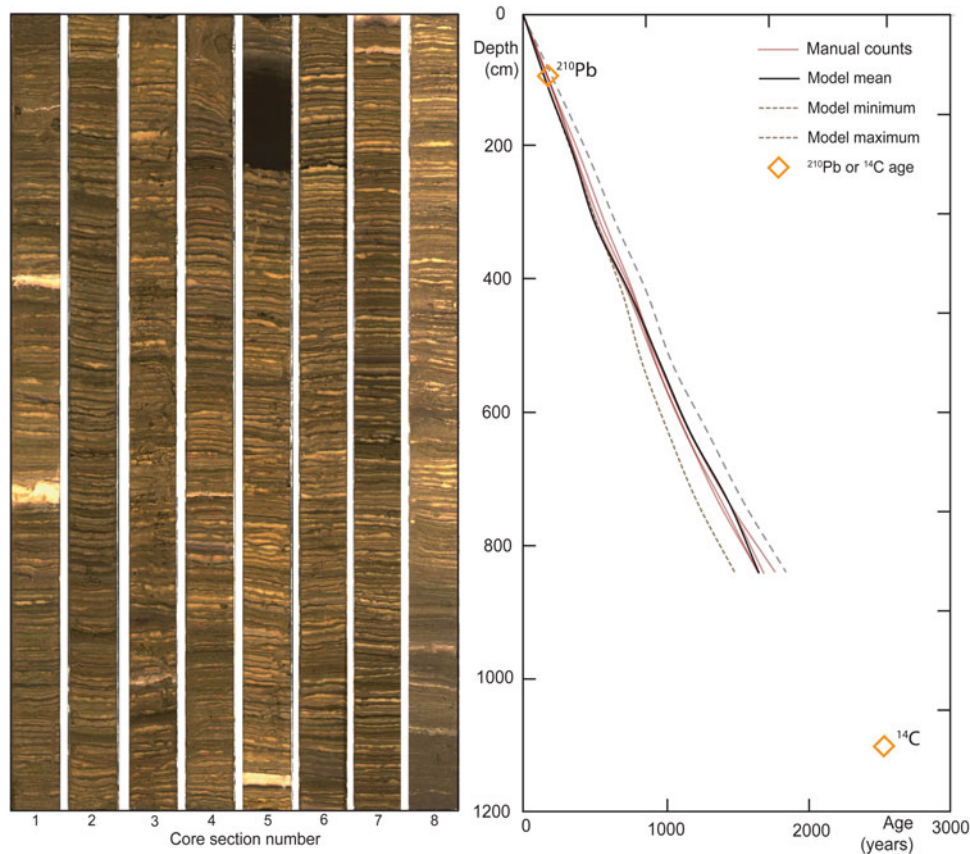 1 2 3 4 5 6 7 8
Core section number
0
Depth
(cm)
200
400
600
800
1000
1200
²¹⁰Pb
Manual counts
Model mean
Model minimum
Model maximum
²¹⁰Pb or ¹⁴C age
¹⁴C
0 1000 2000 Age 3000
(years)